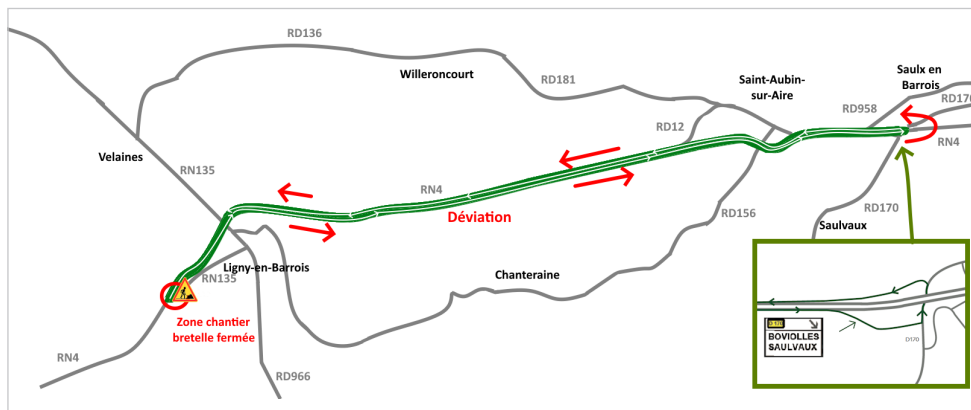 RD136
Willeroncourt
RD181
Saint-Aubin-
sur-Aire
Saulx en
Barrois
RD170
RD958
RN4
RD12
Velaines
RN135
RN4
Déviation
RD156
RD170
Saulvaux
Ligny-en-Barrois
RN135
Chanteraine
Zone chantier
bretelle fermée
RN4
RD966
BOVIOLLES
SAULVAUX
D170